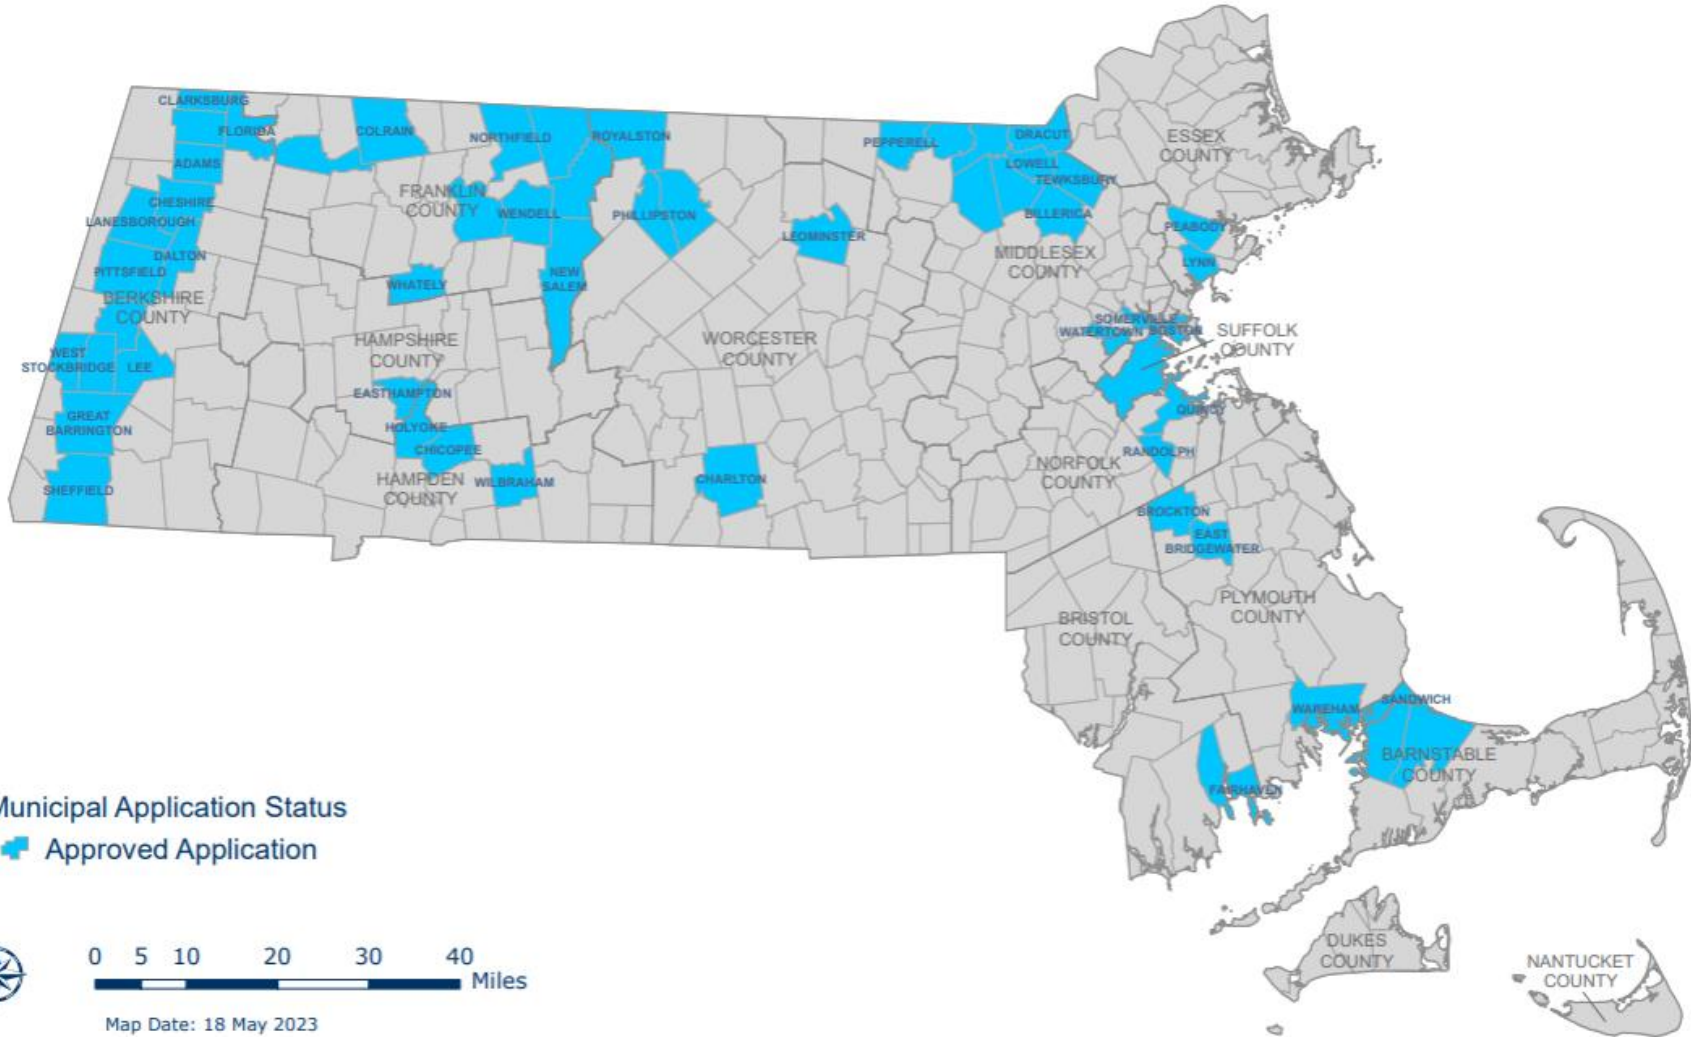 CLARKSBURG
FLORIDA
COLRAIN
NORTHFIELD
ROYALSTON
PEPPERELL
DRACUT
ESSEX
COUNTY
ADAMS
LOWELL
TEWKSBURY
FRANKLIN
COUNTY
CHESHIRE
LANESBOROUGH
WENDELL
PHILLIPSTON
BILLERICA
PEABODY
LEOMINSTER
MIDDLESEX
COUNTY
LYNN
DALTON
PITTSFIELD
WHATELY
NEW
SALEM
BERKSHIRE
COUNTY
SOMERVILLE
WATERTOWN
BOSTON
SUFFOLK
COUNTY
HAMPSHIRE
COUNTY
WORCESTER
COUNTY
WEST
STOCKBRIDGE
LEE
EASTHAMPTON
GREAT
BARRINGTON
HOLYOKE
QUINCY
CHICOPEE
RANDOLPH
NORFOLK
COUNTY
SHEFFIELD
HAMPDEN
COUNTY
WILBRAHAM
CHARLTON
BROCKTON
EAST
BRIDGEWATER
BRISTOL
COUNTY
PLYMOUTH
COUNTY
WAREHAM
SANDWICH
BARNSTABLE
COUNTY
FAIRHAVEN
DUKES
COUNTY
NANTUCKET
COUNTY
Municipal Application Status
Approved Application
0 5 10 20 30 40
Miles
Map Date: 18 May 2023